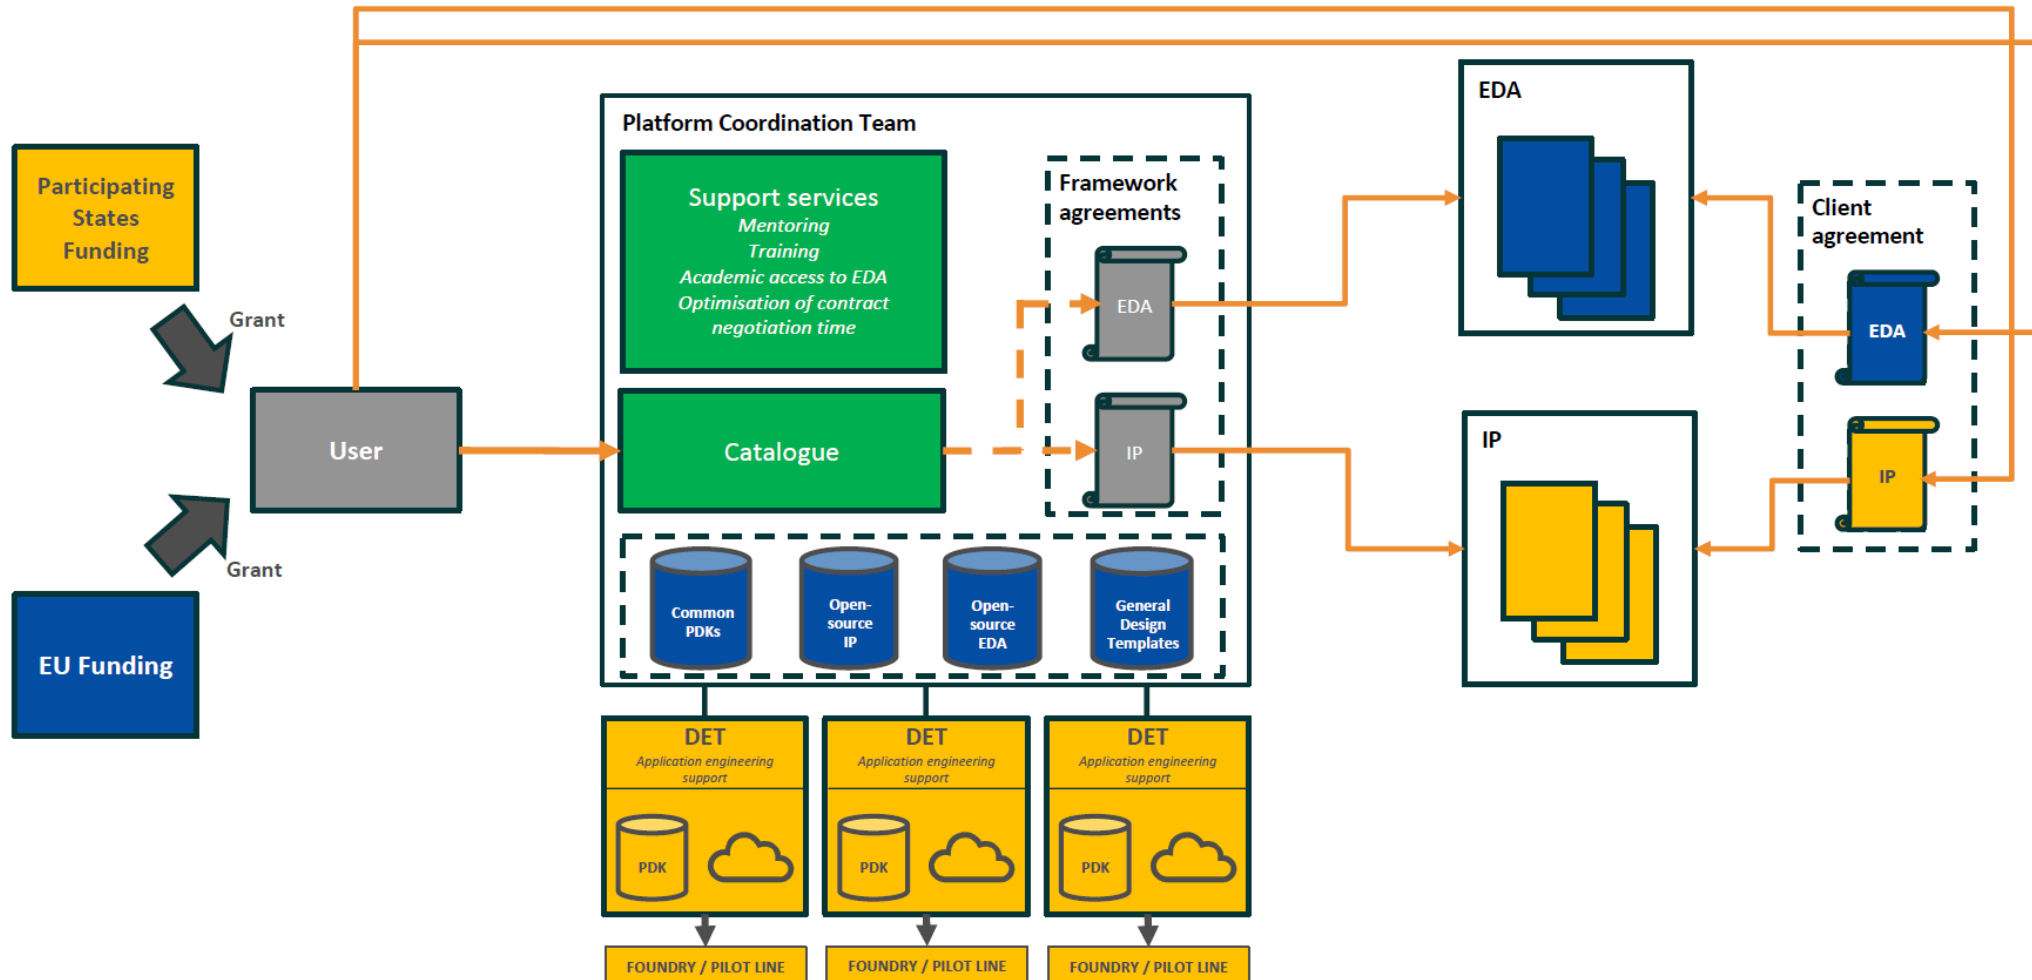 Participating
States
Funding
Grant
User
Grant
EU Funding
Platform Coordination Team
Support services
Mentoring
Training
Academic access to EDA
Optimisation of contract
negotiation time
Catalogue
Framework
agreements
EDA
IP
Common
PDKs
Open-
source
IP
Open-
source
EDA
General
Design
Templates
DET
Application engineering
support
PDK
FOUNDRY / PILOT LINE
DET
Application engineering
support
PDK
FOUNDRY / PILOT LINE
DET
Application engineering
support
PDK
FOUNDRY / PILOT LINE
EDA
IP
Client
agreement
EDA
IP